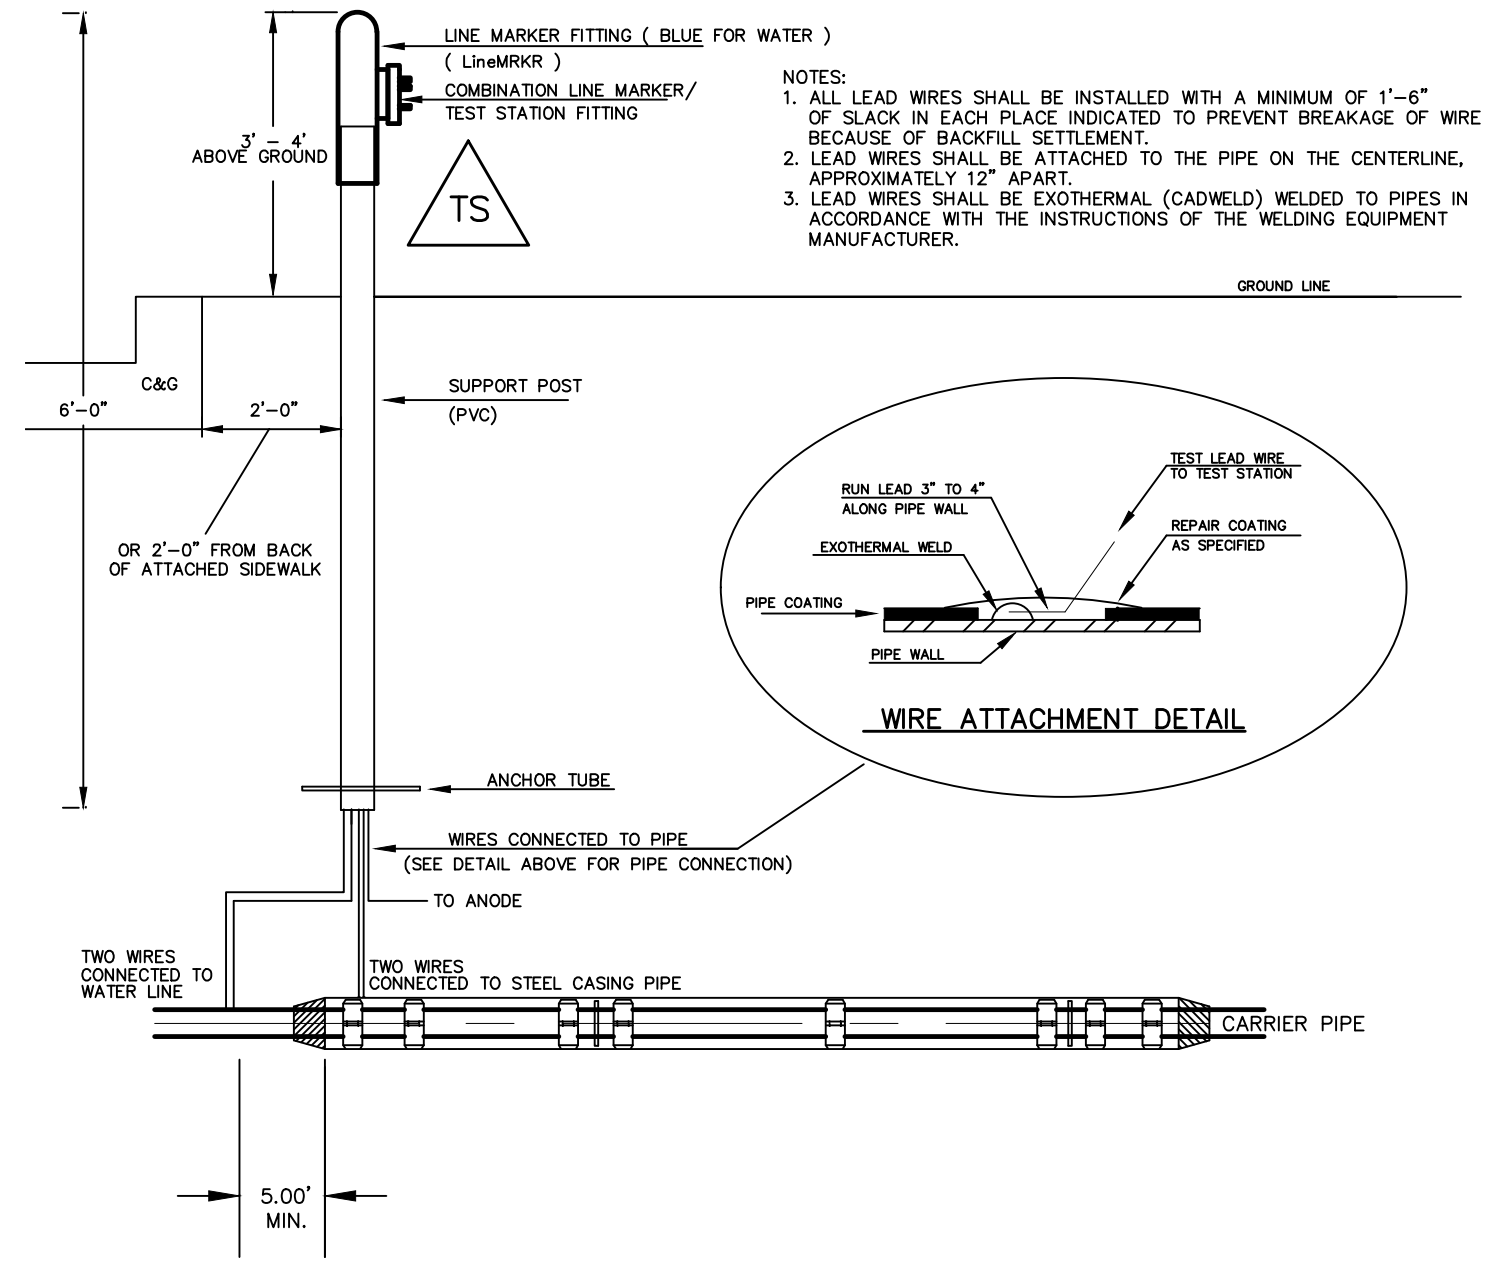 LINE MARKER FITTING ( BLUE FOR WATER )
( LineMRKR )
COMBINATION LINE MARKER/
TEST STATION FITTING
3' - 4'
ABOVE GROUND
TS
NOTES:
1. ALL LEAD WIRES SHALL BE INSTALLED WITH A MINIMUM OF 1'-6"
OF SLACK IN EACH PLACE INDICATED TO PREVENT BREAKAGE OF WIRE
BECAUSE OF BACKFILL SETTLEMENT.
2. LEAD WIRES SHALL BE ATTACHED TO THE PIPE ON THE CENTERLINE,
APPROXIMATELY 12" APART.
3. LEAD WIRES SHALL BE EXOTHERMAL (CADWELD) WELDED TO PIPES IN
ACCORDANCE WITH THE INSTRUCTIONS OF THE WELDING EQUIPMENT
MANUFACTURER.
GROUND LINE
C&G
6'-0"
2'-0"
SUPPORT POST
(PVC)
OR 2'-0" FROM BACK
OF ATTACHED SIDEWALK
TEST LEAD WIRE
TO TEST STATION
RUN LEAD 3" TO 4"
ALONG PIPE WALL
REPAIR COATING
AS SPECIFIED
EXOTHERMAL WELD
PIPE COATING
PIPE WALL
WIRE ATTACHMENT DETAIL
ANCHOR TUBE
WIRES CONNECTED TO PIPE
(SEE DETAIL ABOVE FOR PIPE CONNECTION)
TO ANODE
TWO WIRES
CONNECTED TO
WATER LINE
TWO WIRES
CONNECTED TO STEEL CASING PIPE
CARRIER PIPE
5.00'
MIN.